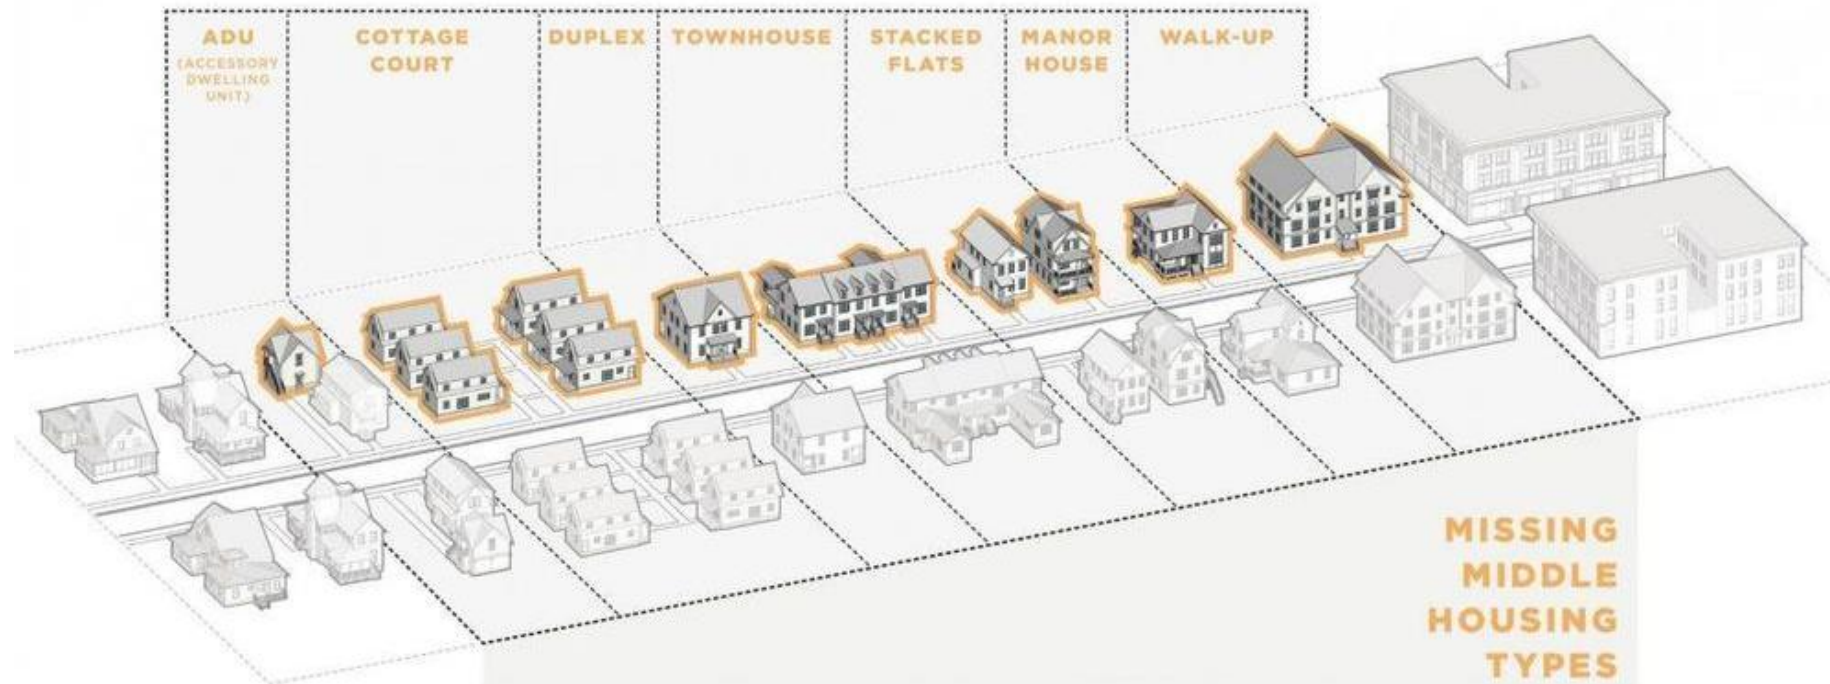 ADU
(ACCESSORY
DWELLING
UNIT)
COTTAGE
COURT
DUPLEX
TOWNHOUSE
STACKED
FLATS
MANOR
HOUSE
WALK-UP
MISSING
MIDDLE
HOUSING
TYPES